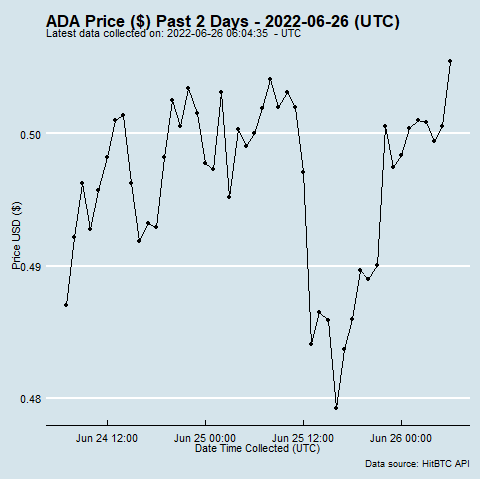 ADA Price ($) Past 2 Days - 2022-06-26 (UTC)
Latest data collected on: 2022-06-26 06:04:35  - UTC
0.50
0.49
0.48
Price USD ($)
Jun 24 12:00
Jun 25 00:00
Jun 25 12:00
Jun 26 00:00
Date Time Collected (UTC)
Data source: HitBTC API